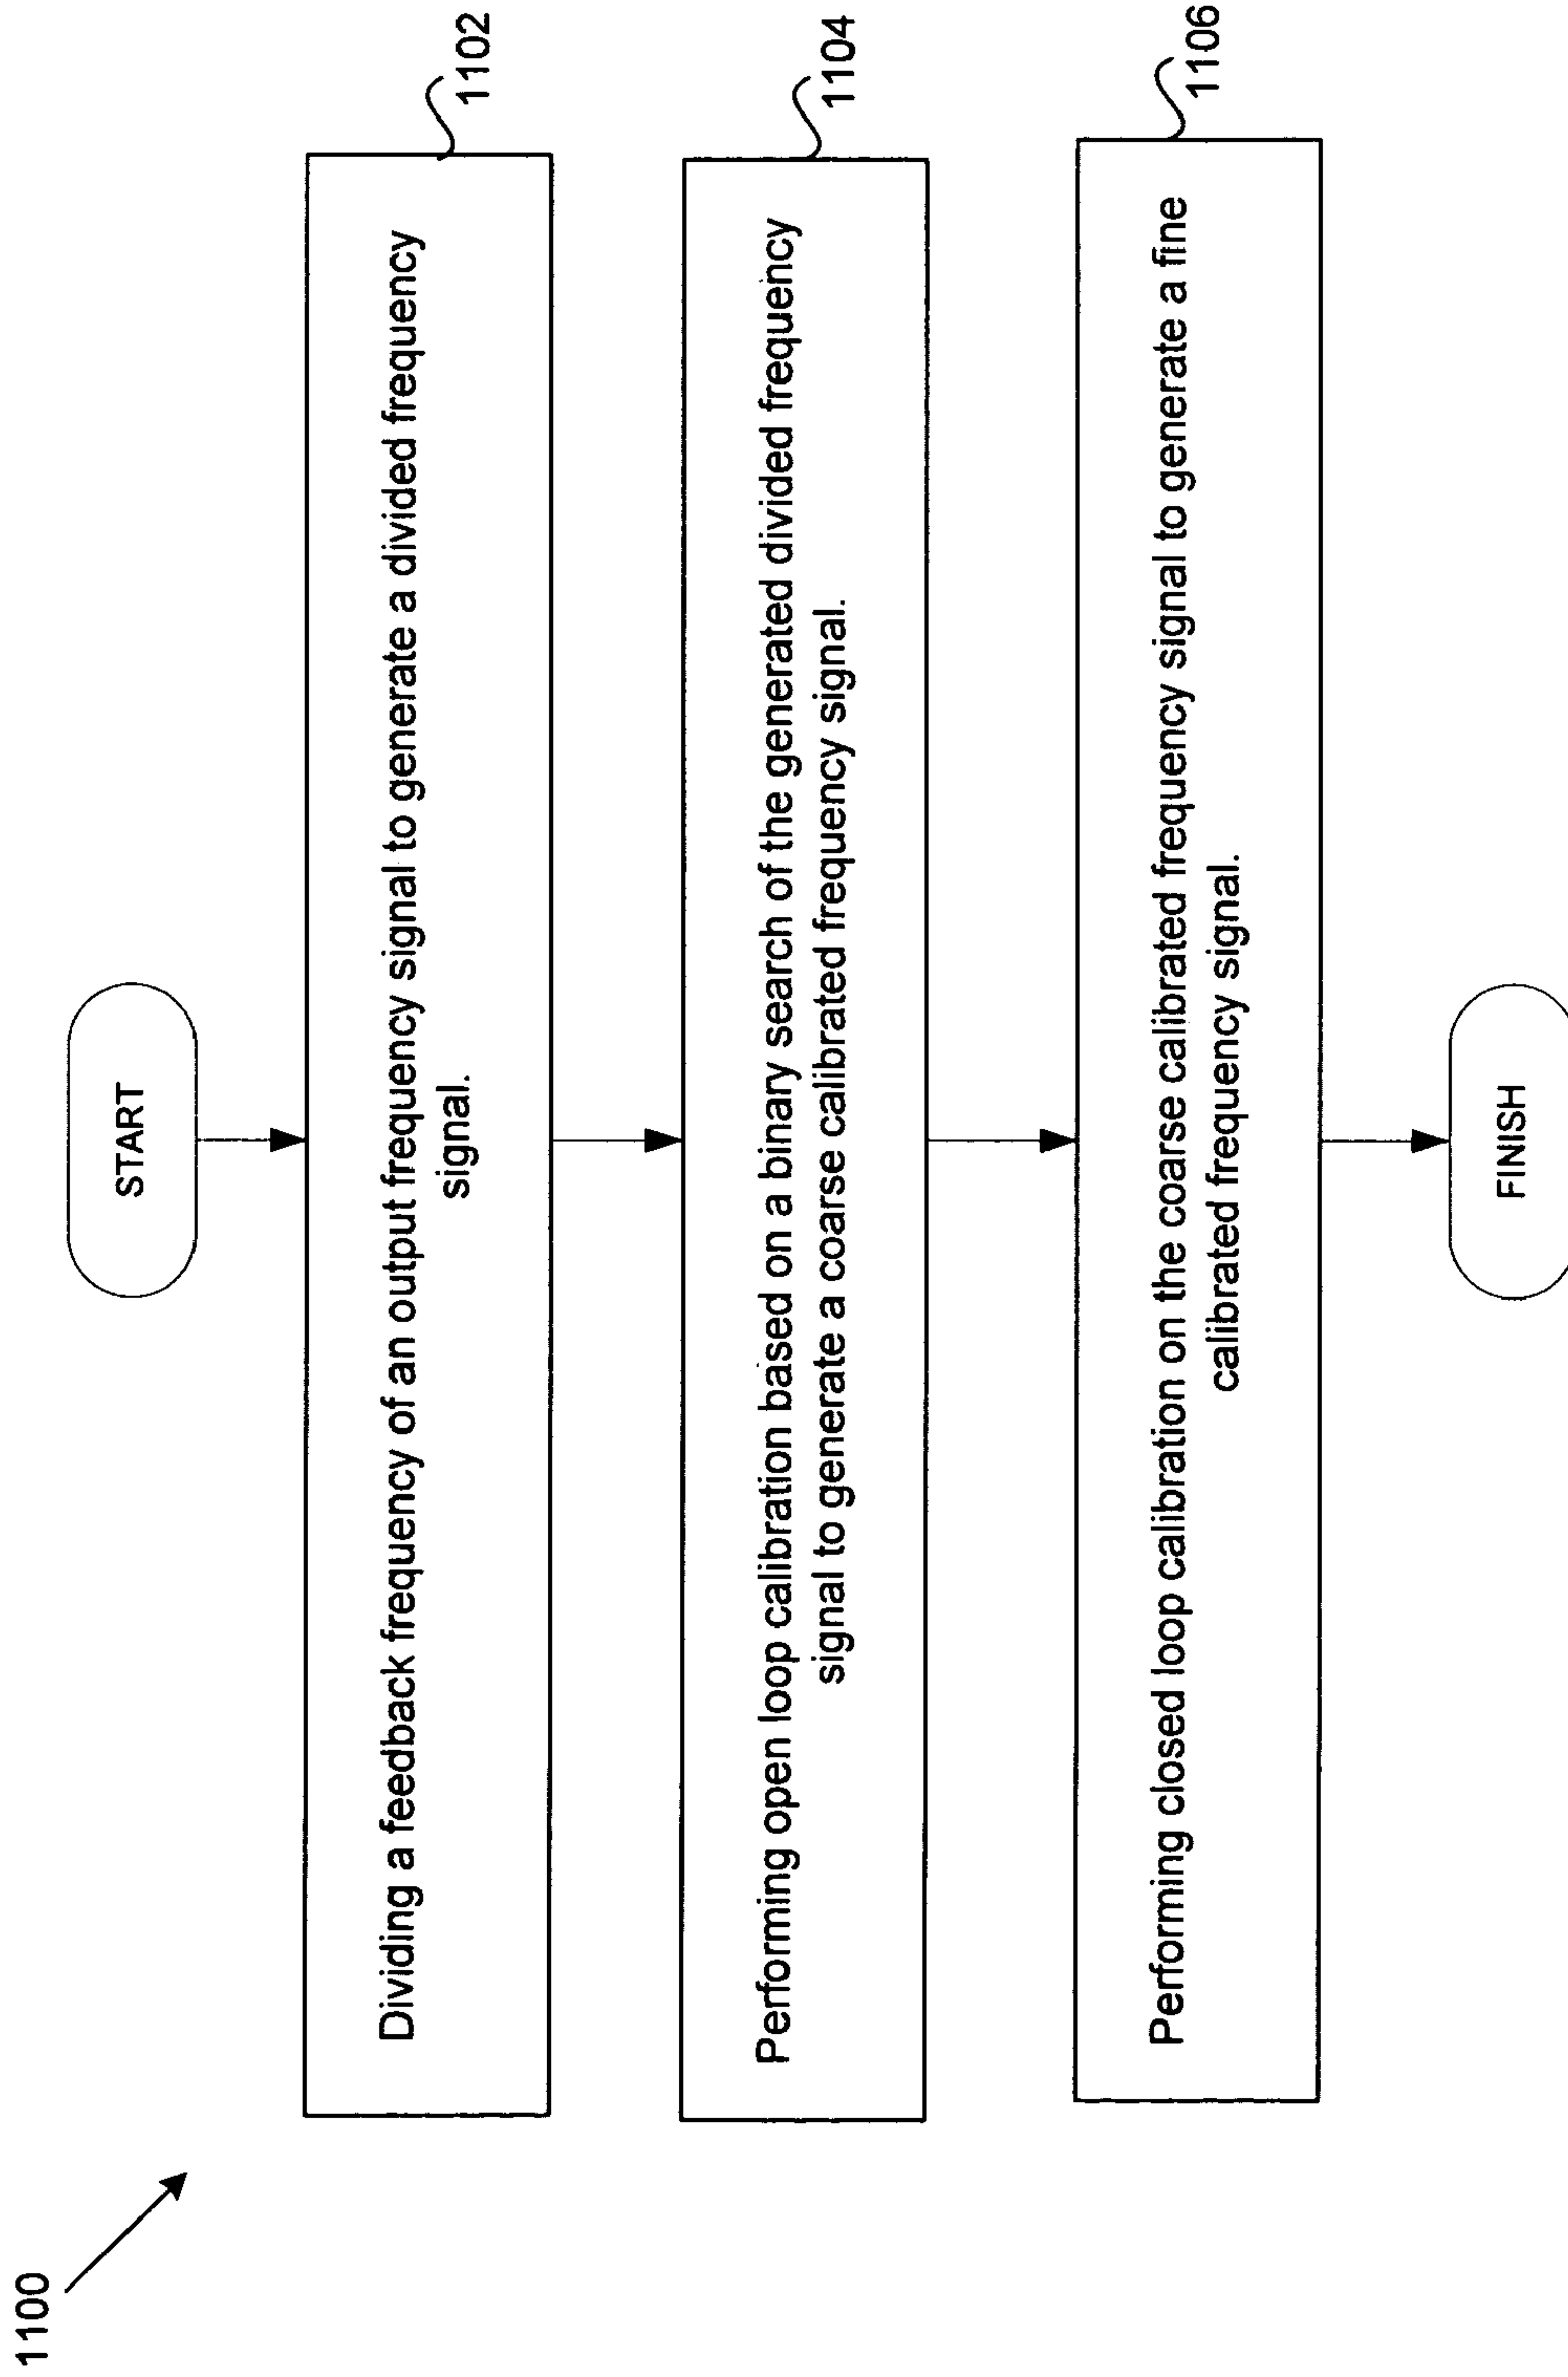 1100
START
Dividing a feedback frequency of an output frequency signal to generate a divided frequency
signal.
1102
Performing open loop calibration based on a binary search of the generated divided frequency
signal to generate a coarse calibrated frequency signal.
1104
Performing closed loop calibration on the coarse calibrated frequency signal to generate a fine
calibrated frequency signal.
1106
FINISH